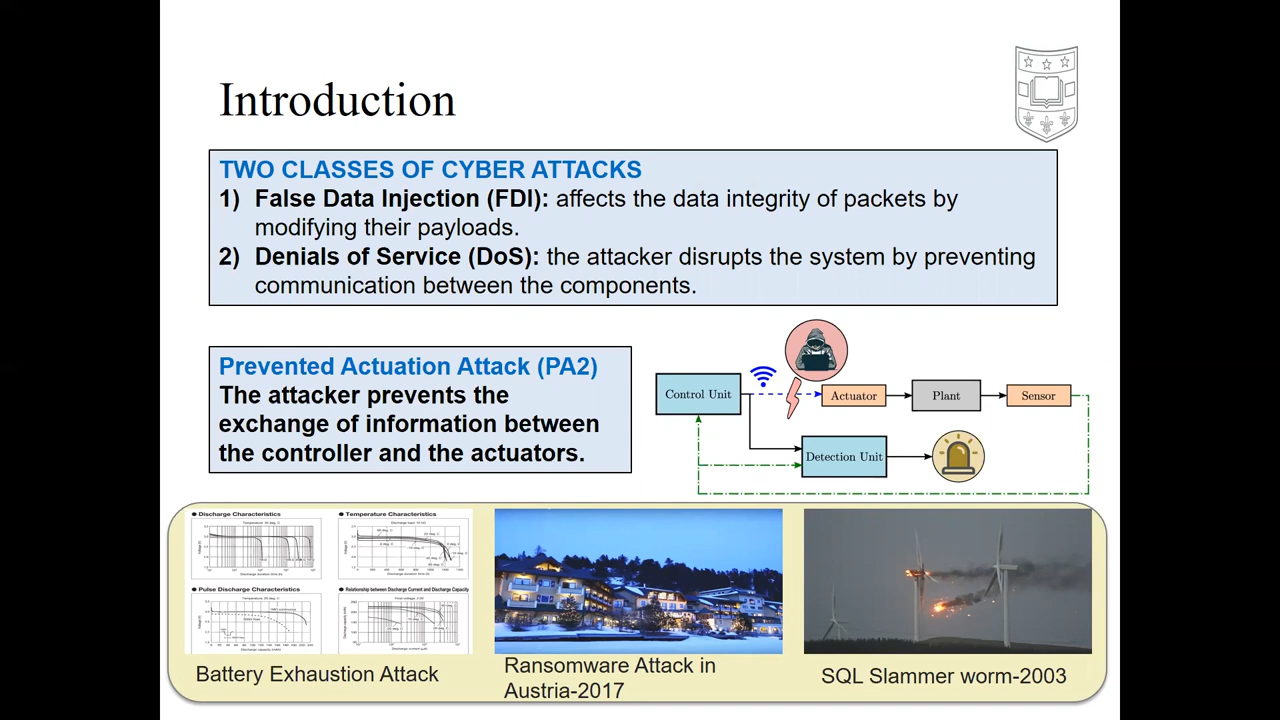 Introduction
TWO CLASSES OF CYBER ATTACKS
1) False Data Injection (FDI): affects the data integrity of packets by
modifying their payloads.
2) Denials of Service (DoS): the attacker disrupts the system by preventing
communication between the components.
Prevented Actuation Attack (PA2)
The attacker prevents the
exchange of information between
the controller and the actuators.
Control Unit
Actuator
Plant
Sensor
Detection Unit
Discharge Characteristics
Temperature Characteristics
Pulse Discharge Characteristics
Relationship between Discharge Current and Discharge Capacity
Battery Exhaustion Attack
Ransomware Attack in
Austria-2017
SQL Slammer worm-2003